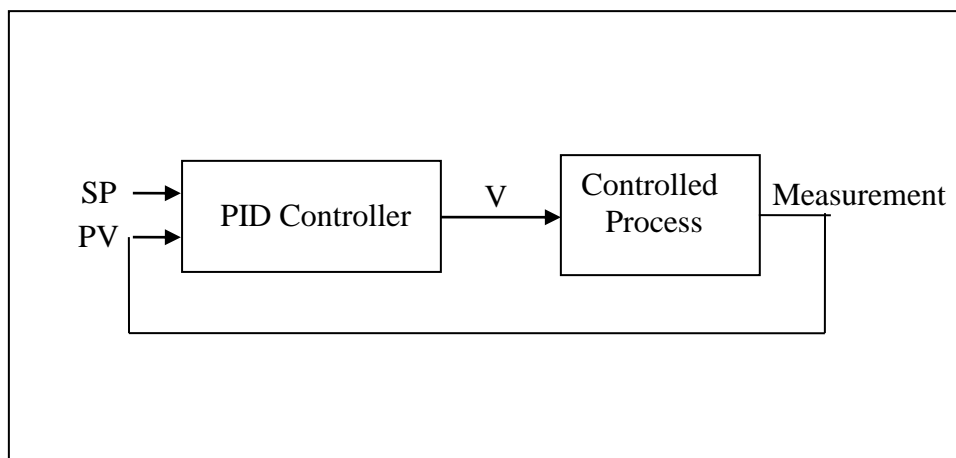 SP
PV
PID Controller
V
Controlled
Process
Measurement